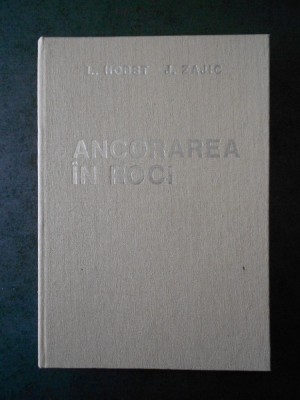 L. HOBST - J. ZAJIC
ANCORAREA
ÎN ROCI